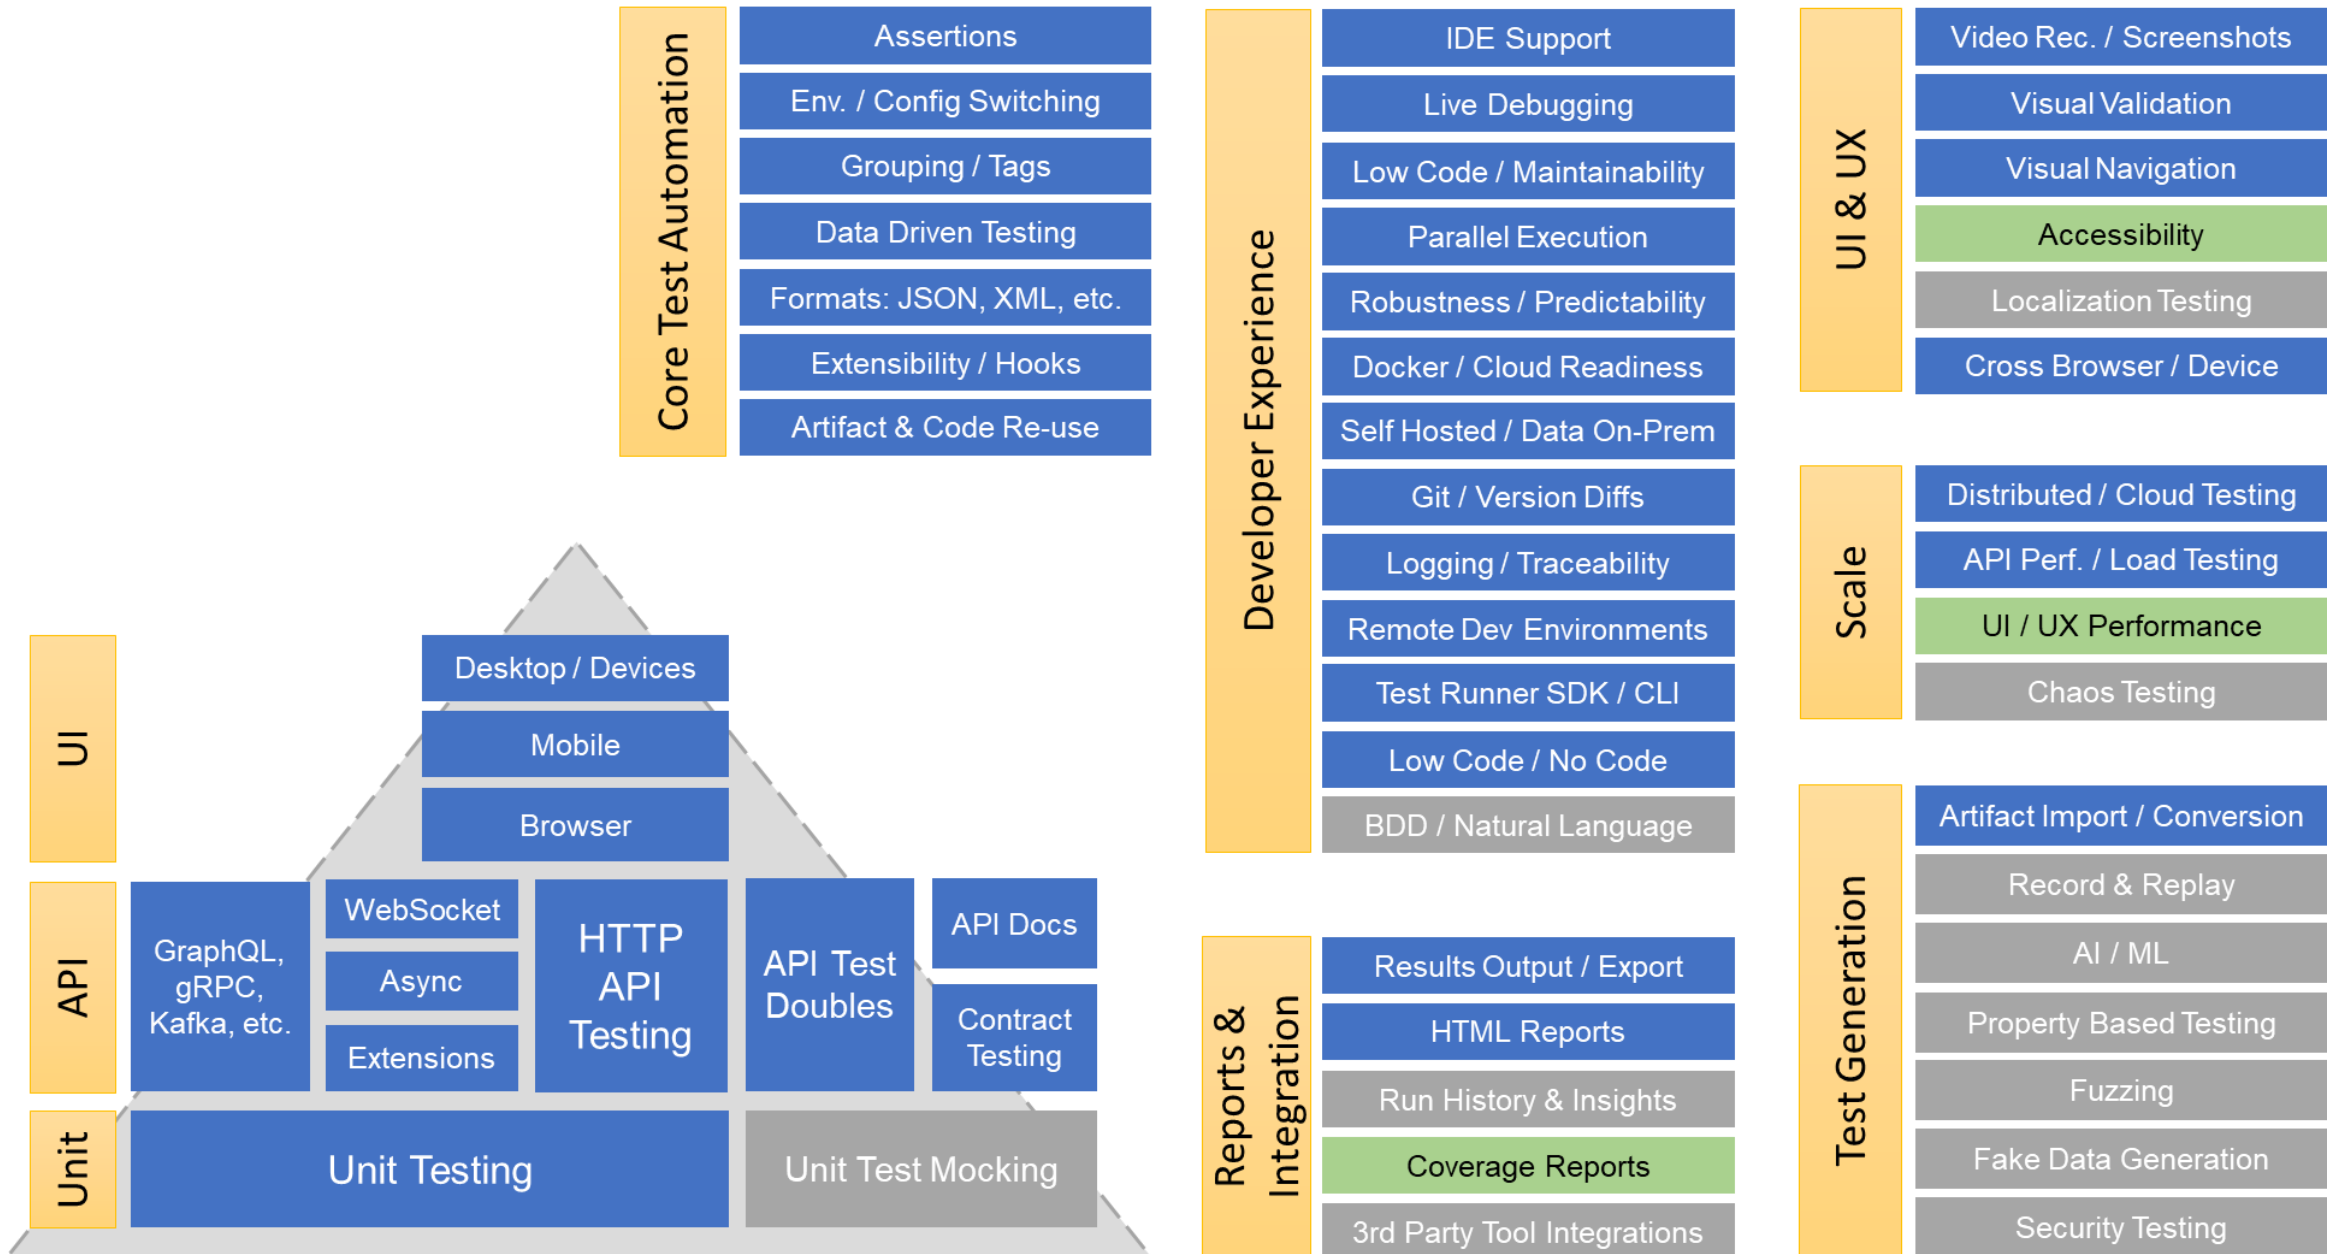 Core Test Automation
Assertions
Env. / Config Switching
Grouping / Tags
Data Driven Testing
Formats: JSON, XML, etc.
Extensibility / Hooks
Artifact & Code Re-use
UI
Desktop / Devices
Mobile
Browser
API
GraphQL,
gRPC,
Kafka, etc.
WebSocket
Async
Extensions
HTTP
API
Testing
API Test
Doubles
API Docs
Contract
Testing
Unit
Unit Testing
Unit Test Mocking
Developer Experience
IDE Support
Live Debugging
Low Code / Maintainability
Parallel Execution
Robustness / Predictability
Docker / Cloud Readiness
Self Hosted / Data On-Prem
Git / Version Diffs
Logging / Traceability
Remote Dev Environments
Test Runner SDK / CLI
Low Code / No Code
BDD / Natural Language
Reports &
Integration
Results Output / Export
HTML Reports
Run History & Insights
Coverage Reports
3rd Party Tool Integrations
UI & UX
Video Rec. / Screenshots
Visual Validation
Visual Navigation
Accessibility
Localization Testing
Cross Browser / Device
Scale
Distributed / Cloud Testing
API Perf. / Load Testing
UI / UX Performance
Chaos Testing
Test Generation
Artifact Import / Conversion
Record & Replay
AI / ML
Property Based Testing
Fuzzing
Fake Data Generation
Security Testing